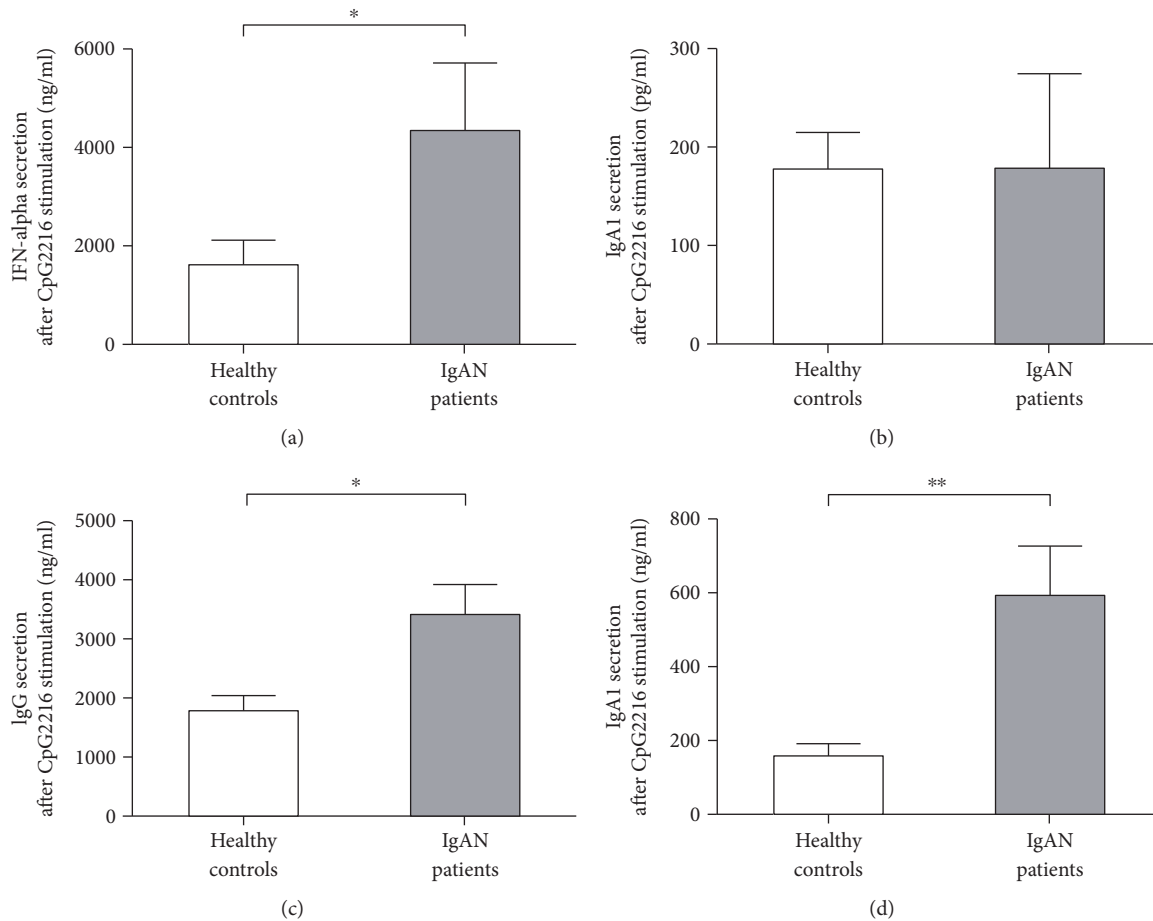 *
IFN-alpha secretion
after CpG2216 stimulation (ng/ml)
6000
4000
2000
0
Healthy
controls
IgAN
patients
(a)
IgA1 secretion
after CpG2216 stimulation (pg/ml)
300
200
100
0
Healthy
controls
IgAN
patients
(b)
*
IgG secretion
after CpG2216 stimulation (ng/ml)
5000
4000
3000
2000
1000
0
Healthy
controls
IgAN
patients
(c)
**
IgA1 secretion
after CpG2216 stimulation (ng/ml)
800
600
400
200
0
Healthy
controls
IgAN
patients
(d)